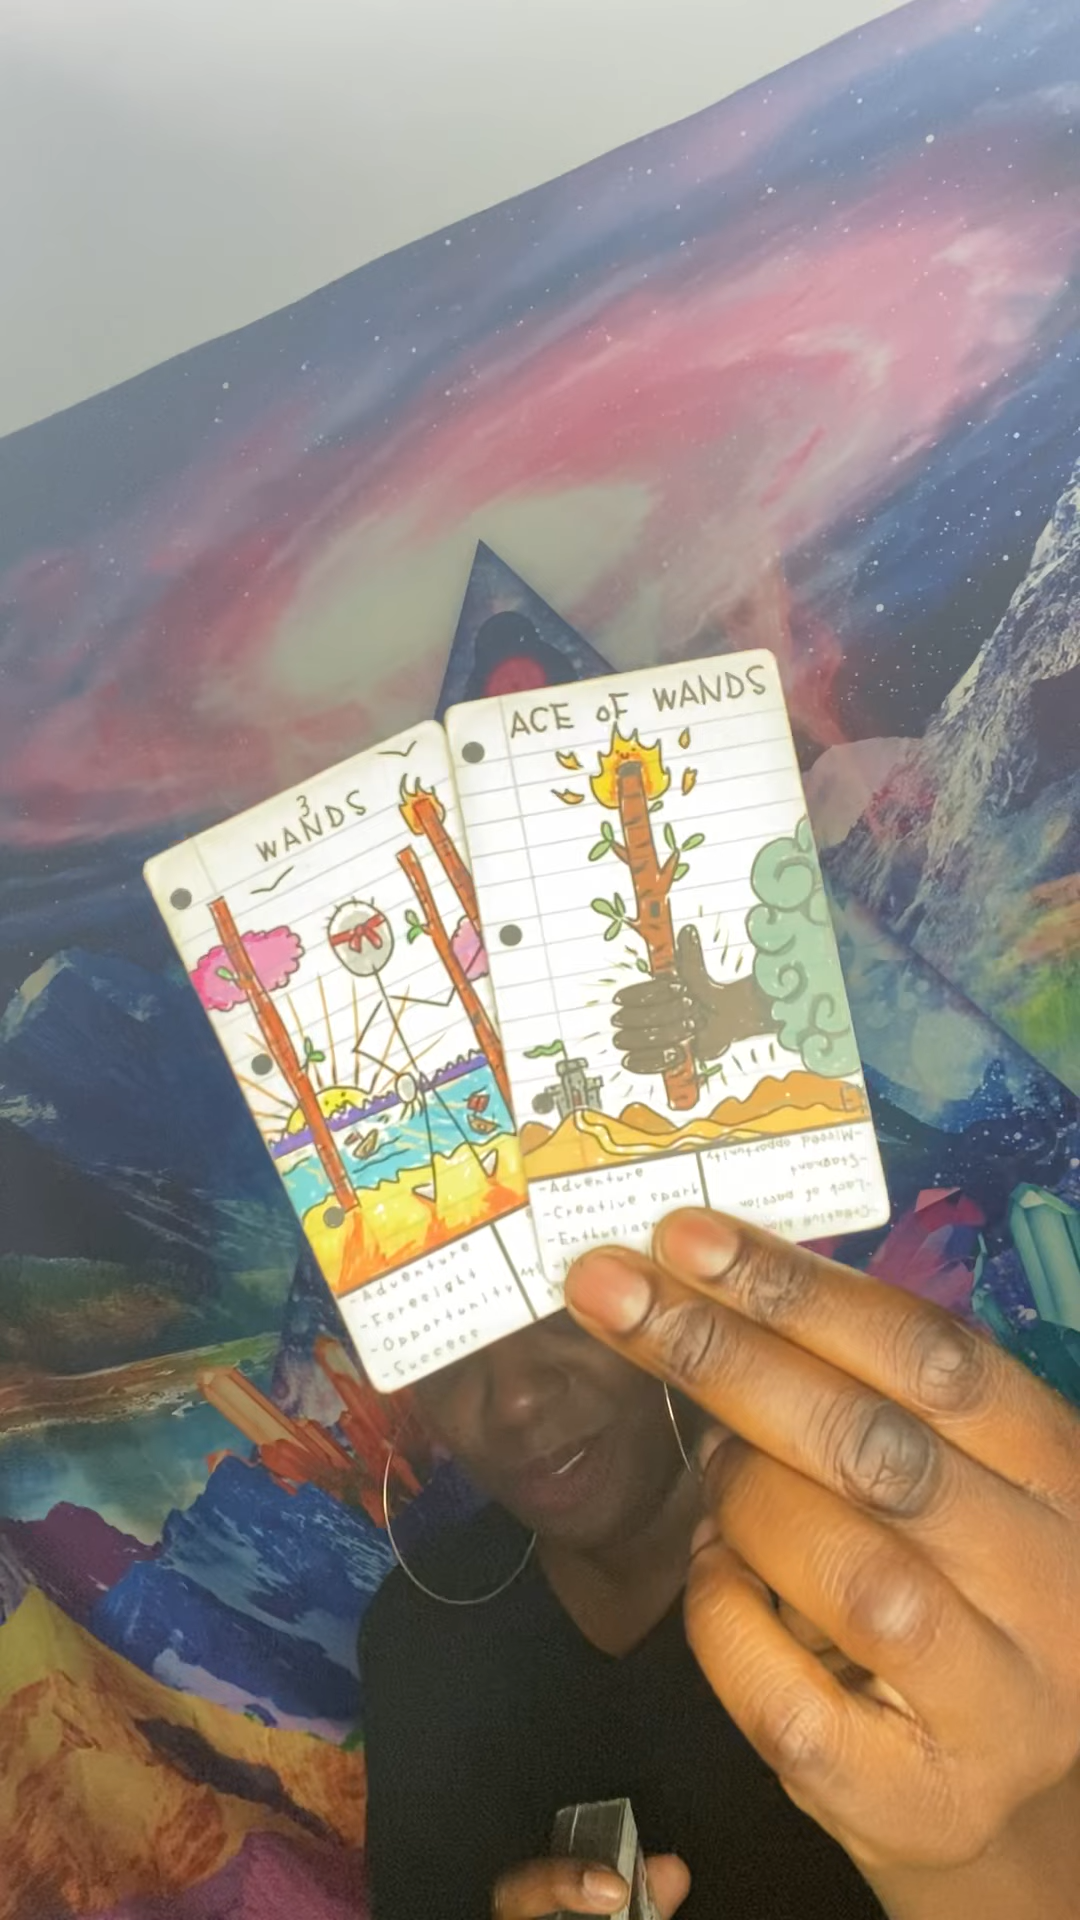 3
WANDS
-Adventure
-Foresight
-Opportunity
-Success
ACE OF WANDS
-Adventure
-Creative spark
-Missed opportunity
-Stagnant
-Lack of passion